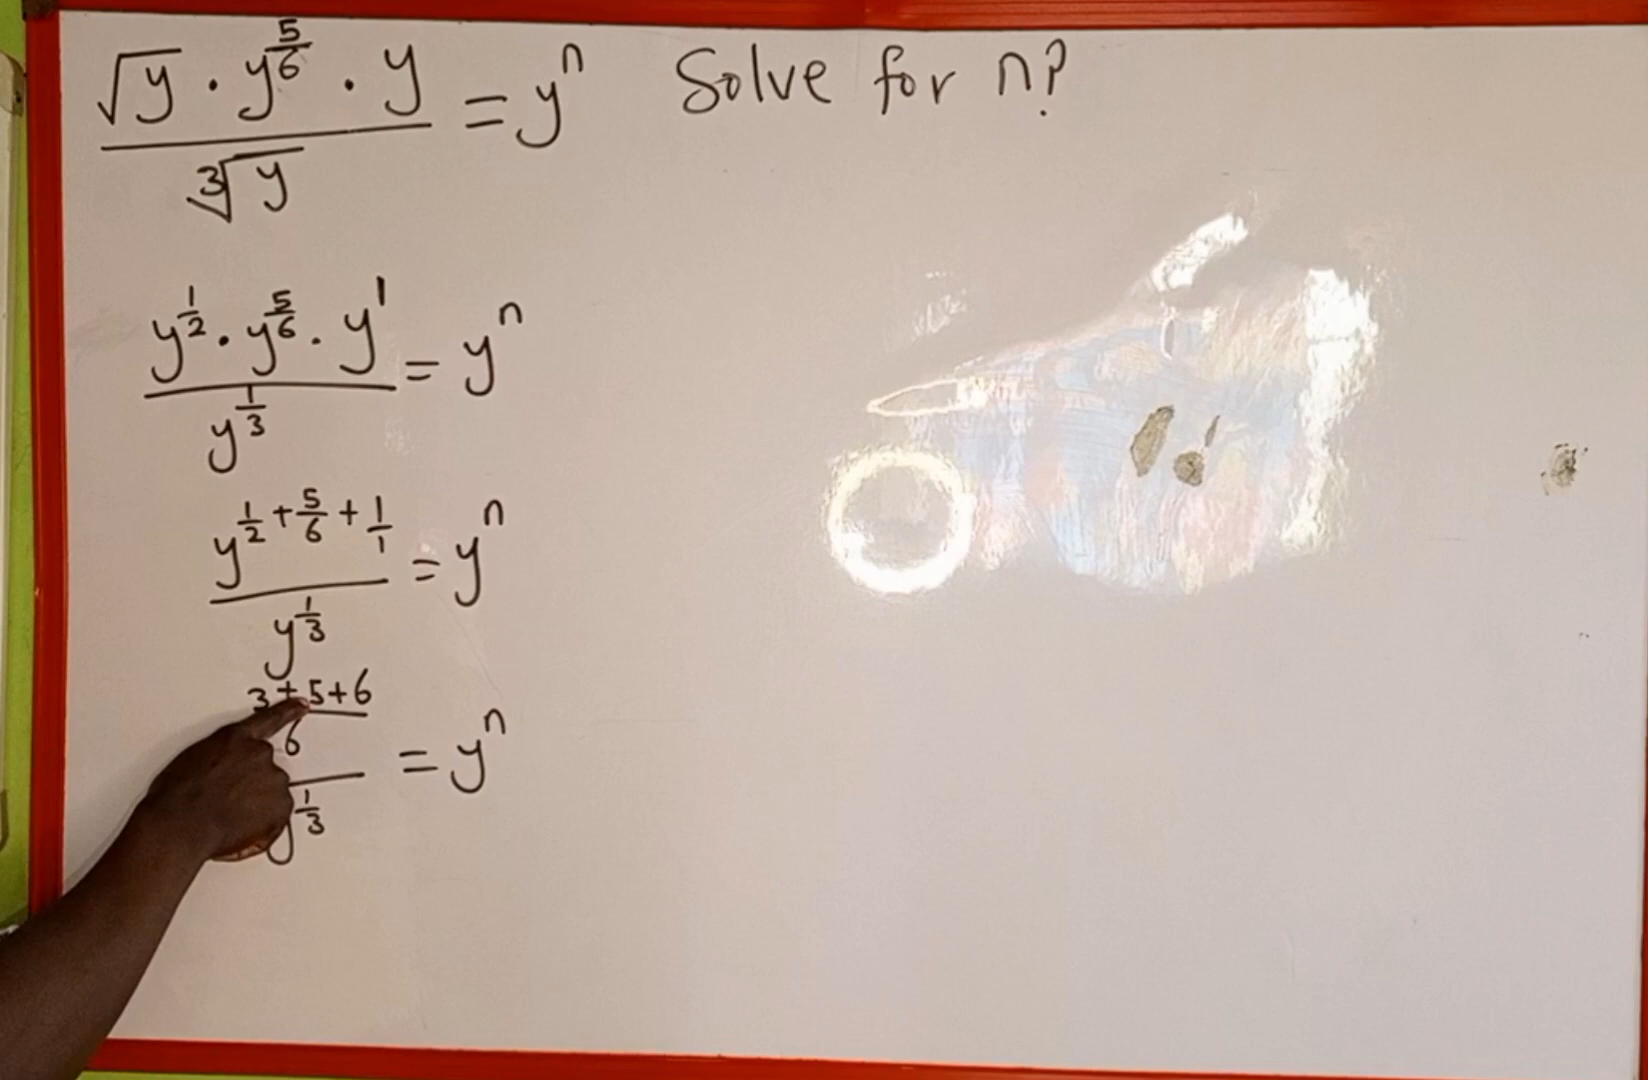 √y · y^(5/6) · y / ∛y = y^n Solve for n?
y^(1/2) · y^(5/6) · y^1 / y^(1/3) = y^n
y^(1/2 + 5/6 + 1/1) / y^(1/3) = y^n
(3+5+6)/6 / y^(1/3) = y^n